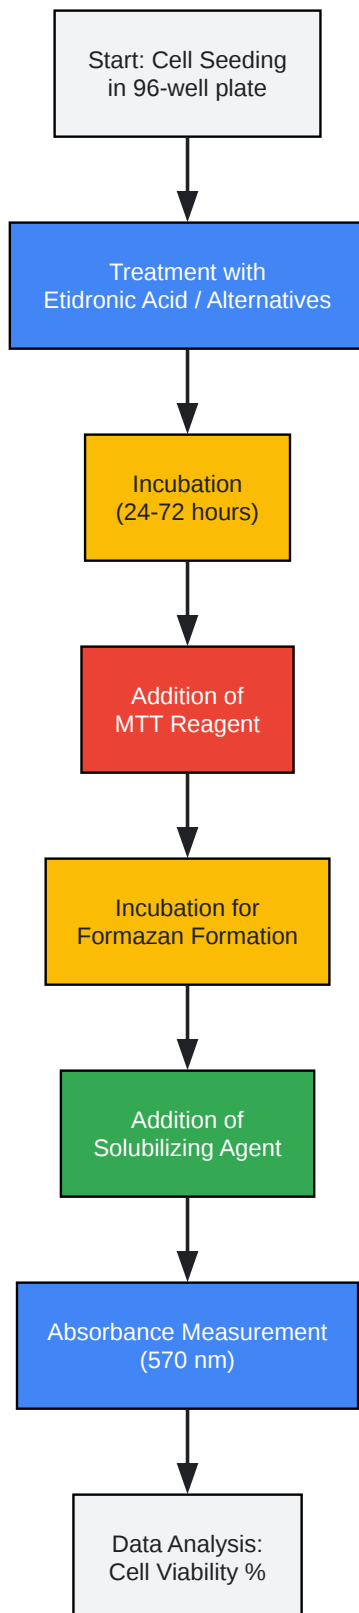 Start: Cell Seeding
in 96-well plate
Treatment with
Etidronic Acid / Alternatives
Incubation
(24-72 hours)
Addition of
MTT Reagent
Incubation for
Formazan Formation
Addition of
Solubilizing Agent
Absorbance Measurement
(570 nm)
Data Analysis:
Cell Viability %